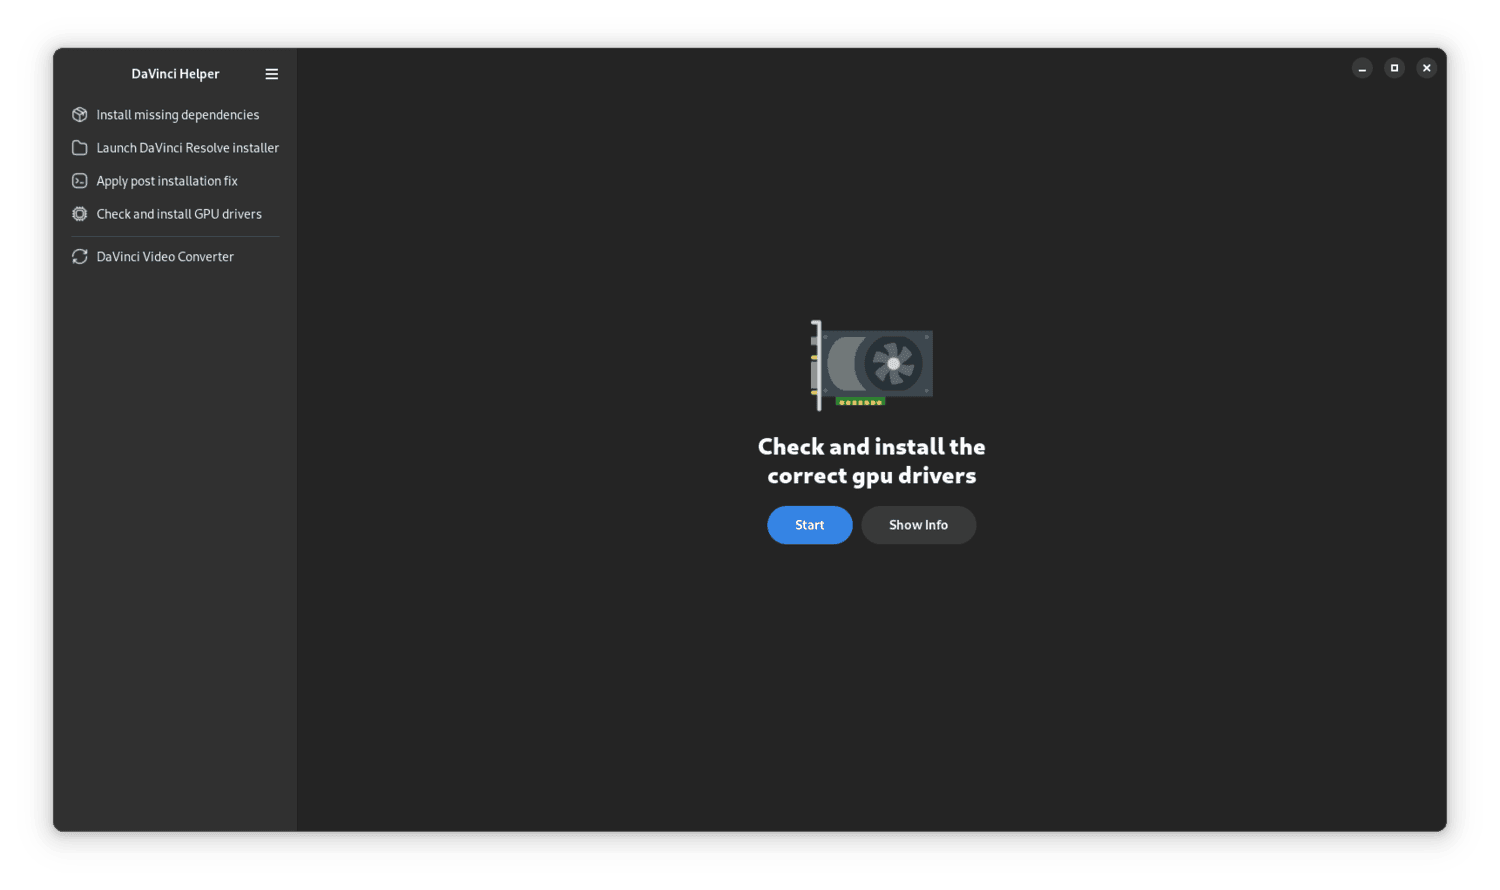 DaVinci Helper
Install missing dependencies
Launch DaVinci Resolve installer
Apply post installation fix
Check and install GPU drivers
DaVinci Video Converter
Check and install the
correct gpu drivers
Start
Show Info